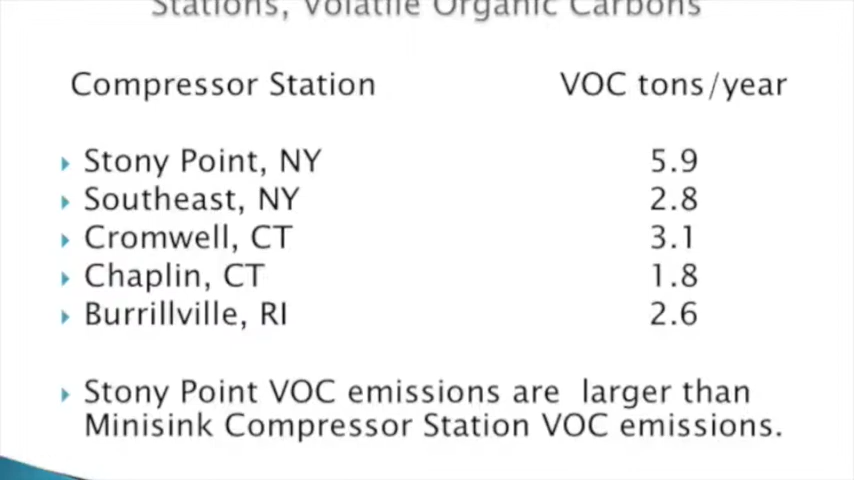 Stations, Volatile Organic Carbons
Compressor Station VOC tons/year
Stony Point, NY 5.9
Southeast, NY 2.8
Cromwell, CT 3.1
Chaplin, CT 1.8
Burrillville, RI 2.6
Stony Point VOC emissions are larger than
Minisink Compressor Station VOC emissions.